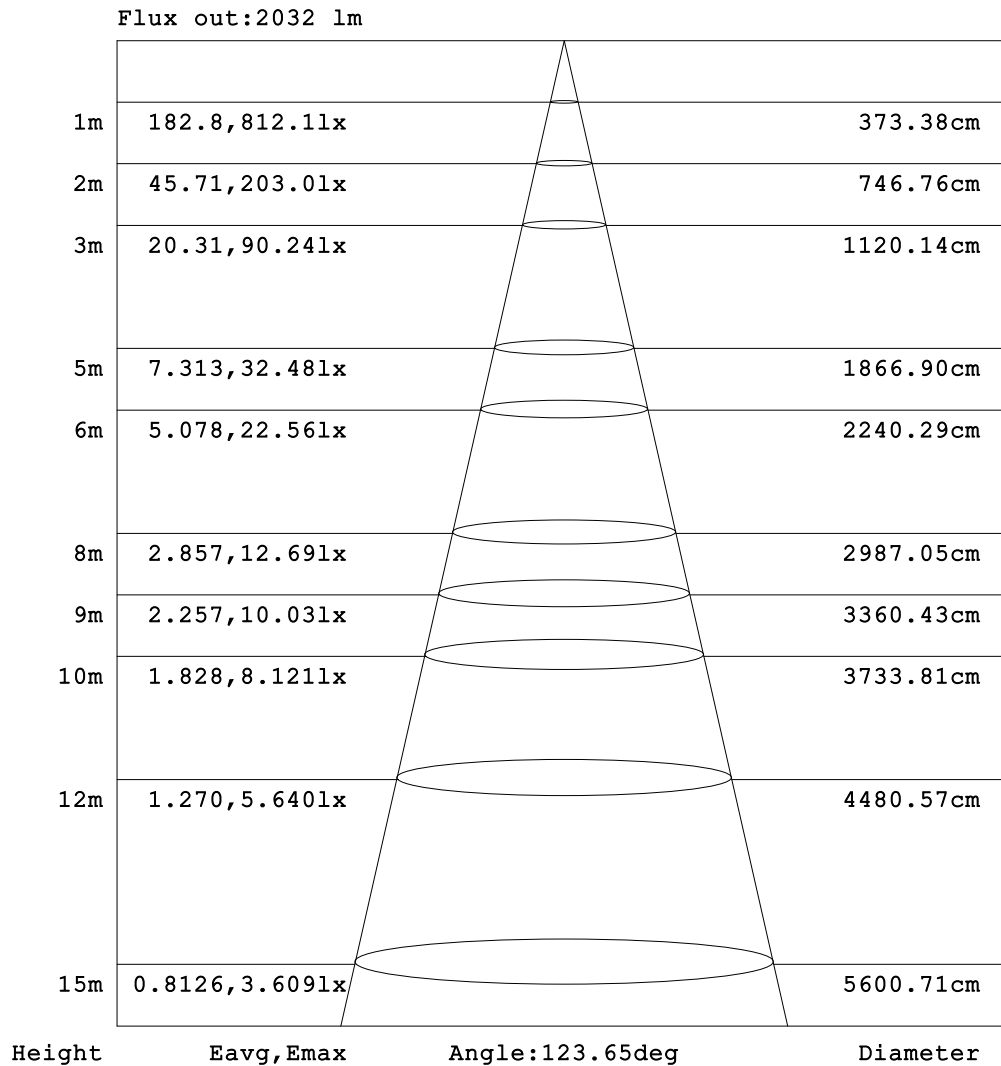 Flux out:2032 lm
1m 182.8,812.1lx 373.38cm
2m 45.71,203.0lx 746.76cm
3m 20.31,90.24lx 1120.14cm
5m 7.313,32.48lx 1866.90cm
6m 5.078,22.56lx 2240.29cm
8m 2.857,12.69lx 2987.05cm
9m 2.257,10.03lx 3360.43cm
10m 1.828,8.121lx 3733.81cm
12m 1.270,5.640lx 4480.57cm
15m 0.8126,3.609lx 5600.71cm
Height Eavg,Emax Angle:123.65deg Diameter